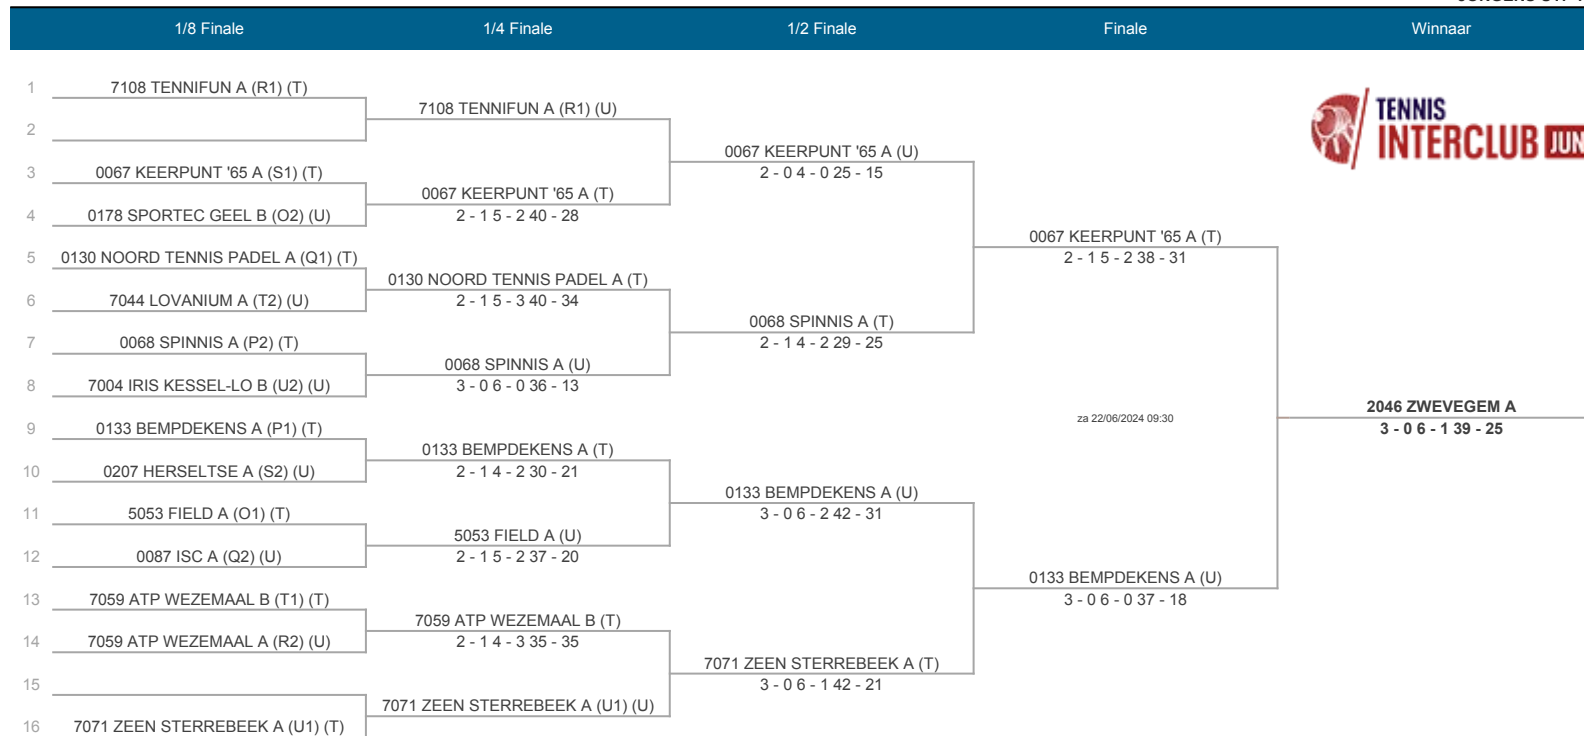 1/8 Finale 1/4 Finale 1/2 Finale Finale Winnaar
1 7108 TENNIFUN A (R1) (T)
7108 TENNIFUN A (R1) (U)
2
0067 KEERPUNT '65 A (U)
3 0067 KEERPUNT '65 A (S1) (T)
2 - 0 4 - 0 25 - 15
0067 KEERPUNT '65 A (T)
4 0178 SPORTEC GEEL B (O2) (U)
2 - 1 5 - 2 40 - 28
0067 KEERPUNT '65 A (T)
5 0130 NOORD TENNIS PADEL A (Q1) (T)
2 - 1 5 - 2 38 - 31
0130 NOORD TENNIS PADEL A (T)
6 7044 LOVANIUM A (T2) (U)
2 - 1 5 - 3 40 - 34
0068 SPINNIS A (T)
7 0068 SPINNIS A (P2) (T)
2 - 1 4 - 2 29 - 25
0068 SPINNIS A (U)
8 7004 IRIS KESSEL-LO B (U2) (U)
3 - 0 6 - 0 36 - 13
2046 ZWEVEGEM A
za 22/06/2024 09:30
9 0133 BEMPDEKENS A (P1) (T)
3 - 0 6 - 1 39 - 25
0133 BEMPDEKENS A (T)
10 0207 HERSELTSE A (S2) (U)
2 - 1 4 - 2 30 - 21
0133 BEMPDEKENS A (U)
11 5053 FIELD A (O1) (T)
3 - 0 6 - 2 42 - 31
5053 FIELD A (U)
12 0087 ISC A (Q2) (U)
2 - 1 5 - 2 37 - 20
0133 BEMPDEKENS A (U)
13 7059 ATP WEZEMAAL B (T1) (T)
3 - 0 6 - 0 37 - 18
7059 ATP WEZEMAAL B (T)
14 7059 ATP WEZEMAAL A (R2) (U)
2 - 1 4 - 3 35 - 35
7071 ZEEN STERREBEEK A (T)
15
3 - 0 6 - 1 42 - 21
7071 ZEEN STERREBEEK A (U1) (U)
16 7071 ZEEN STERREBEEK A (U1) (T)
TENNIS
INTERCLUB JUN